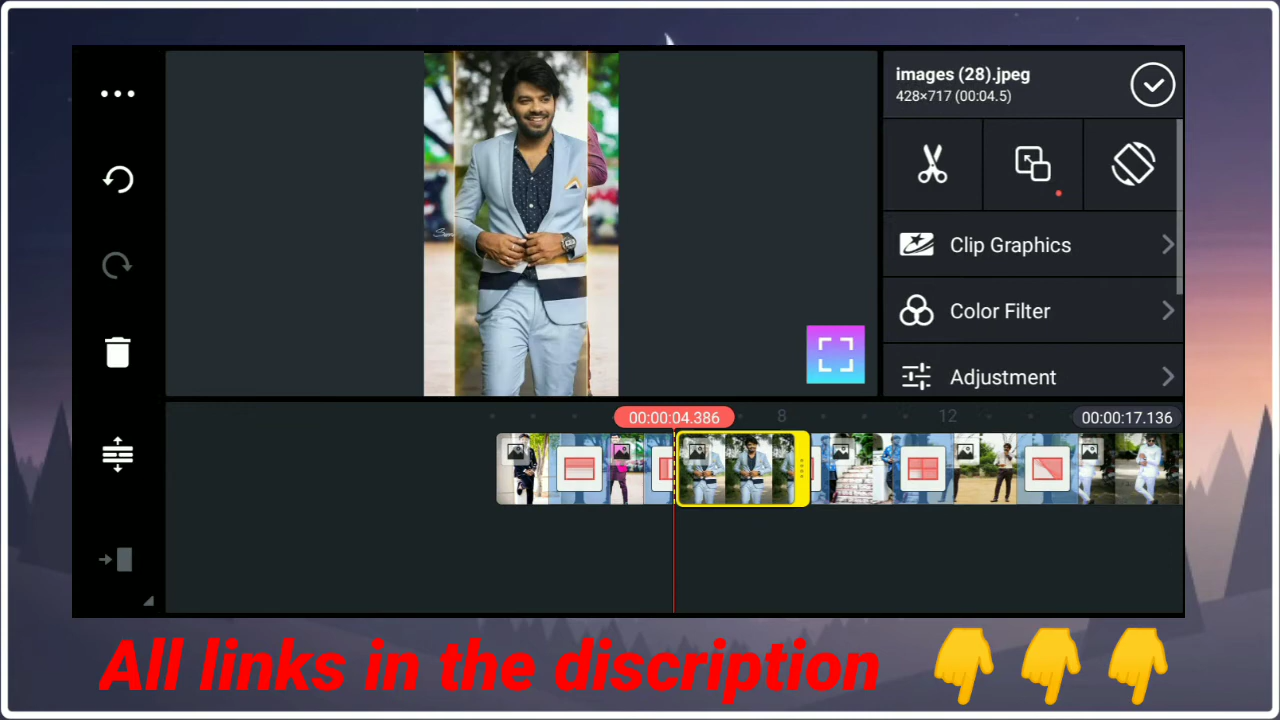 images (28).jpeg
428×717 (00:04.5)
Clip Graphics
Color Filter
Adjustment
00:00:04.386
8
12
00:00:17.136
All links in the discription